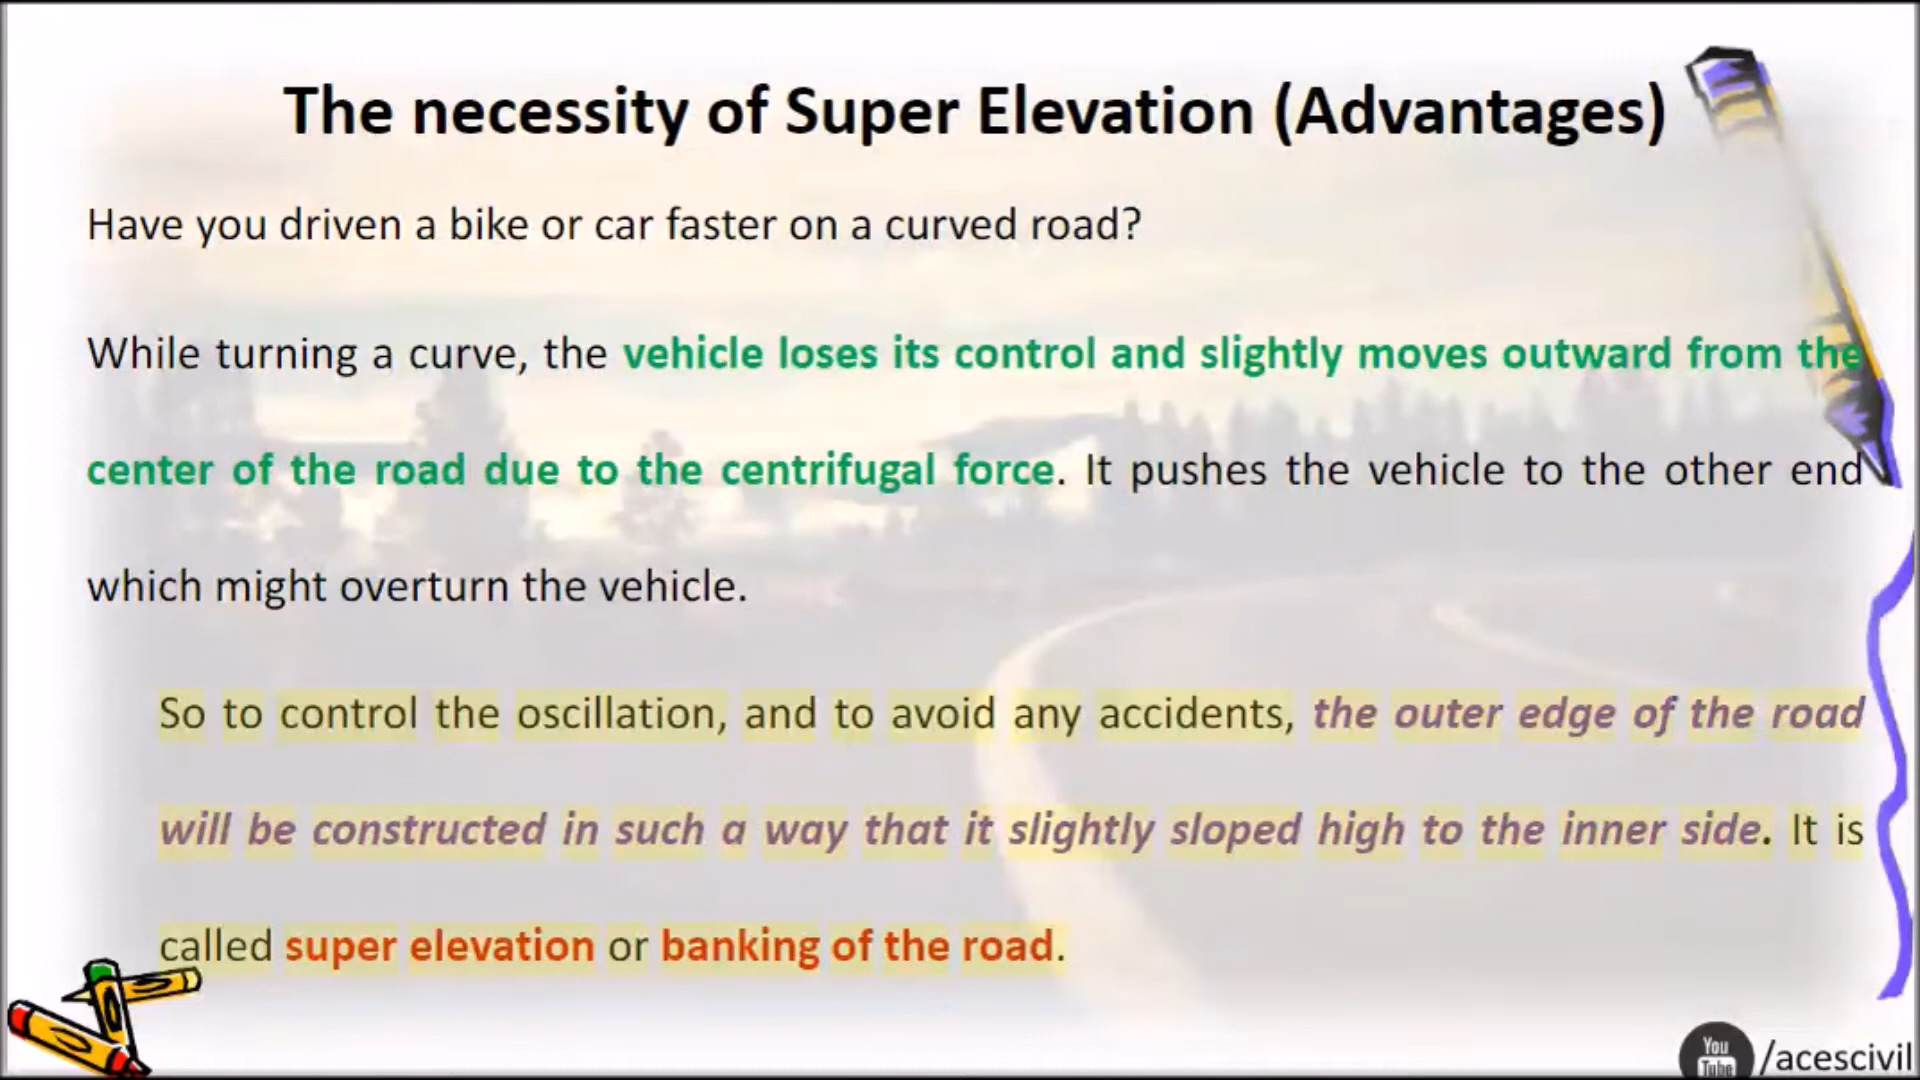 The necessity of Super Elevation (Advantages)
Have you driven a bike or car faster on a curved road?
While turning a curve, the vehicle loses its control and slightly moves outward from the
center of the road due to the centrifugal force. It pushes the vehicle to the other end
which might overturn the vehicle.
So to control the oscillation, and to avoid any accidents, the outer edge of the road
will be constructed in such a way that it slightly sloped high to the inner side. It is
called super elevation or banking of the road.
You
Tube /acescivil